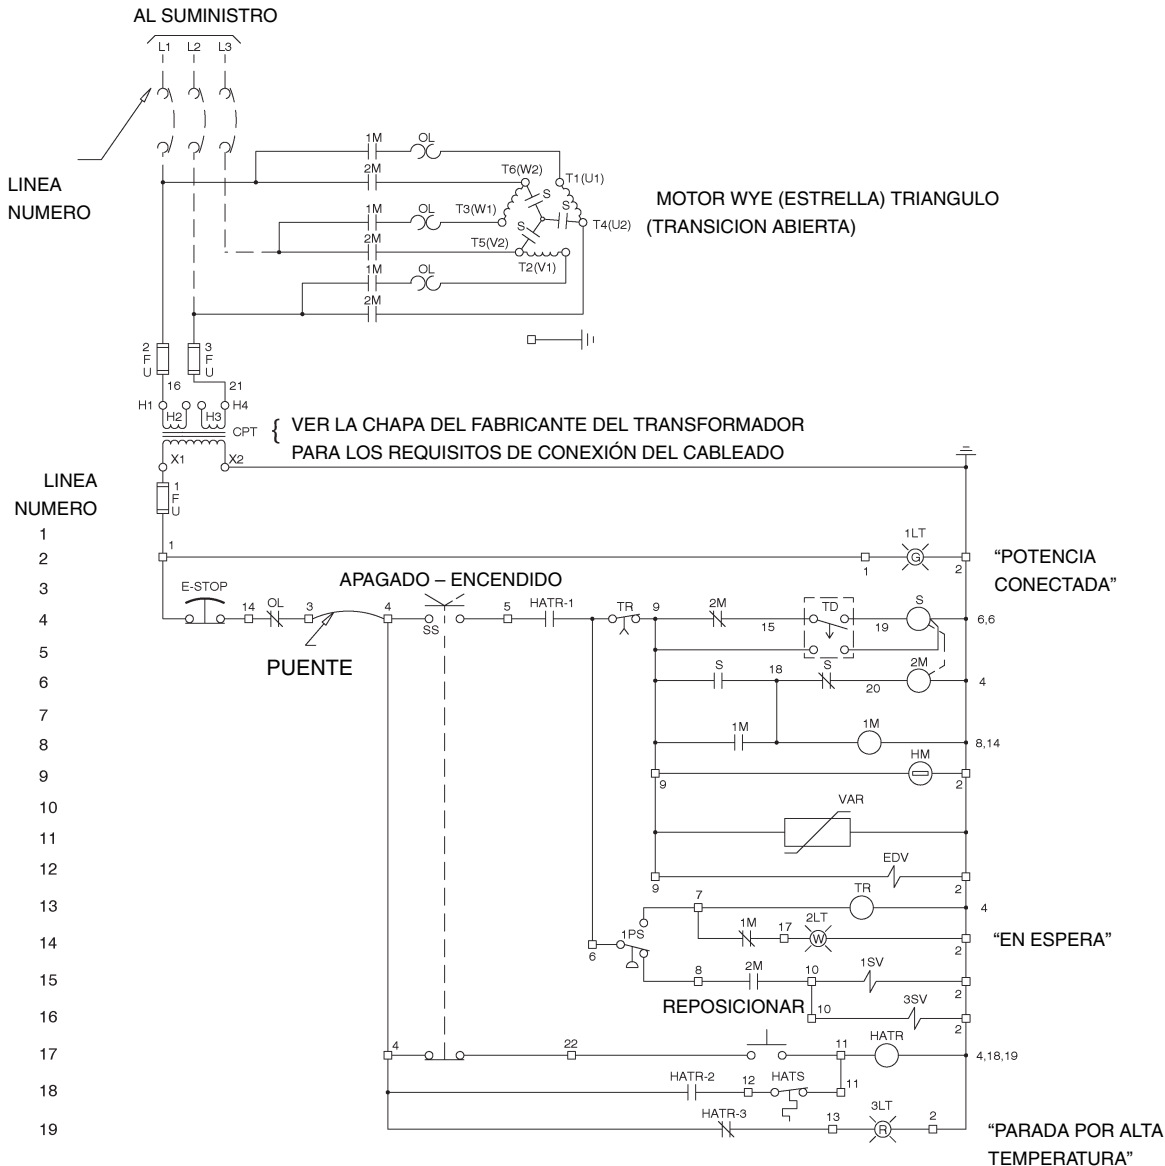 AL SUMINISTRO
L1 L2 L3
1M OL
2M
T6(W2) T1(U1)
S
LINEA
NUMERO
MOTOR WYE (ESTRELLA) TRIANGULO
(TRANSICION ABIERTA)
1M OL T3(W1) S S T4(U2)
2M T5(V2)
1M OL T2(V1)
2M
2FU 3FU
16 21
H1 H2 H3 H4
CPT { VER LA CHAPA DEL FABRICANTE DEL TRANSFORMADOR
PARA LOS REQUISITOS DE CONEXIÓN DEL CABLEADO
X1 X2
LINEA
NUMERO
1FU
1
1LT
2 1 G 1 2 “POTENCIA
CONECTADA”
3 E-STOP APAGADO – ENCENDIDO
4 14 OL 3 4 SS 5 HATR-1 TR 9 2M 15 TD 19 S 6,6
PUENTE
5
6 S 18 S 20 2M 4
7
8 1M 1M 8,14
9 9 HM 2
10 VAR
11
12 9 EDV 2
13 7 TR 4
14 6 1PS 1M 17 2LT W 2 “EN ESPERA”
15 8 2M 10 1SV 2
REPOSICIONAR
16 10 3SV 2
17 4 22 11 HATR 4,18,19
18 HATR-2 12 HATS 11
19 HATR-3 13 3LT R 2 “PARADA POR ALTA
TEMPERATURA”